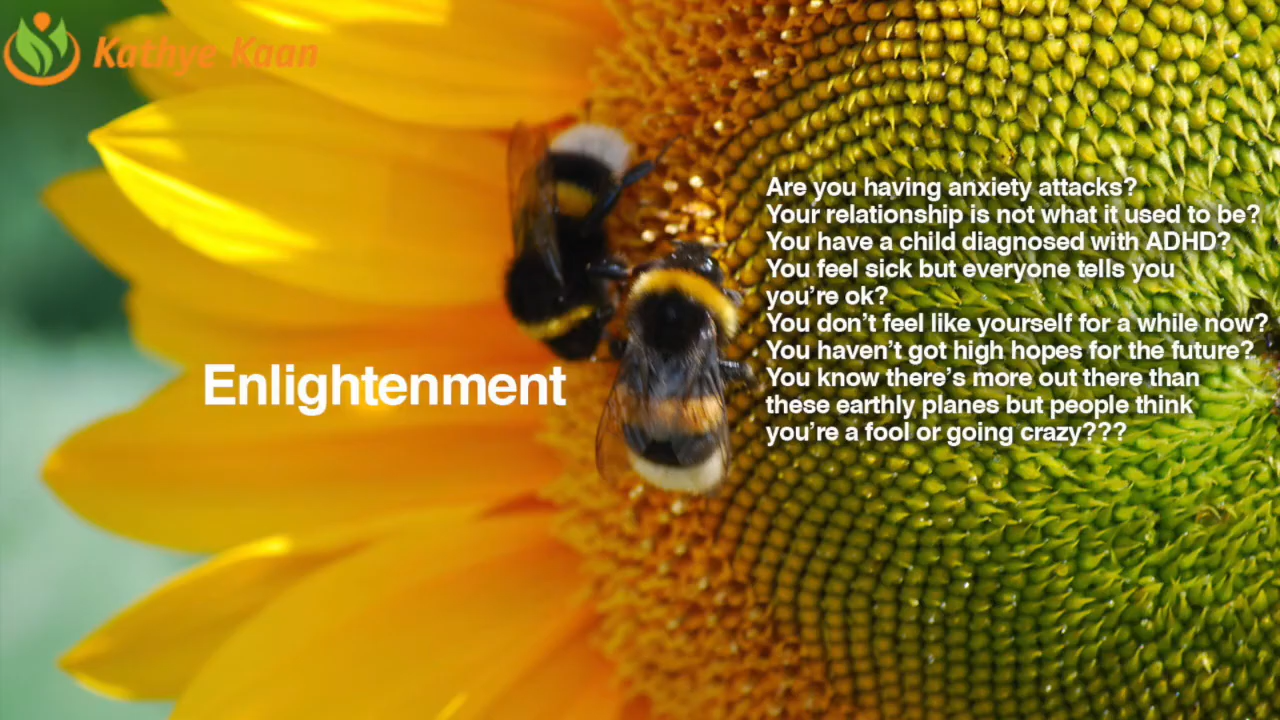 Kathye Kaan
Enlightenment
Are you having anxiety attacks?
Your relationship is not what it used to be?
You have a child diagnosed with ADHD?
You feel sick but everyone tells you
you're ok?
You don't feel like yourself for a while now?
You haven't got high hopes for the future?
You know there's more out there than
these earthly planes but people think
you're a fool or going crazy???